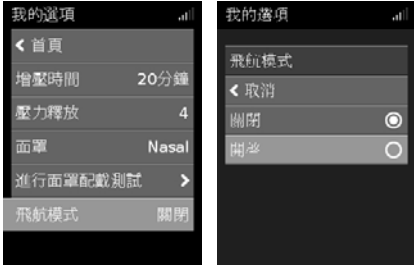 我的選項
首頁
增壓時間 20分鐘
壓力釋放 4
面罩 Nasal
進行面罩配戴測試
飛航模式 關閉
我的選項
飛航模式
取消
關閉
開啓